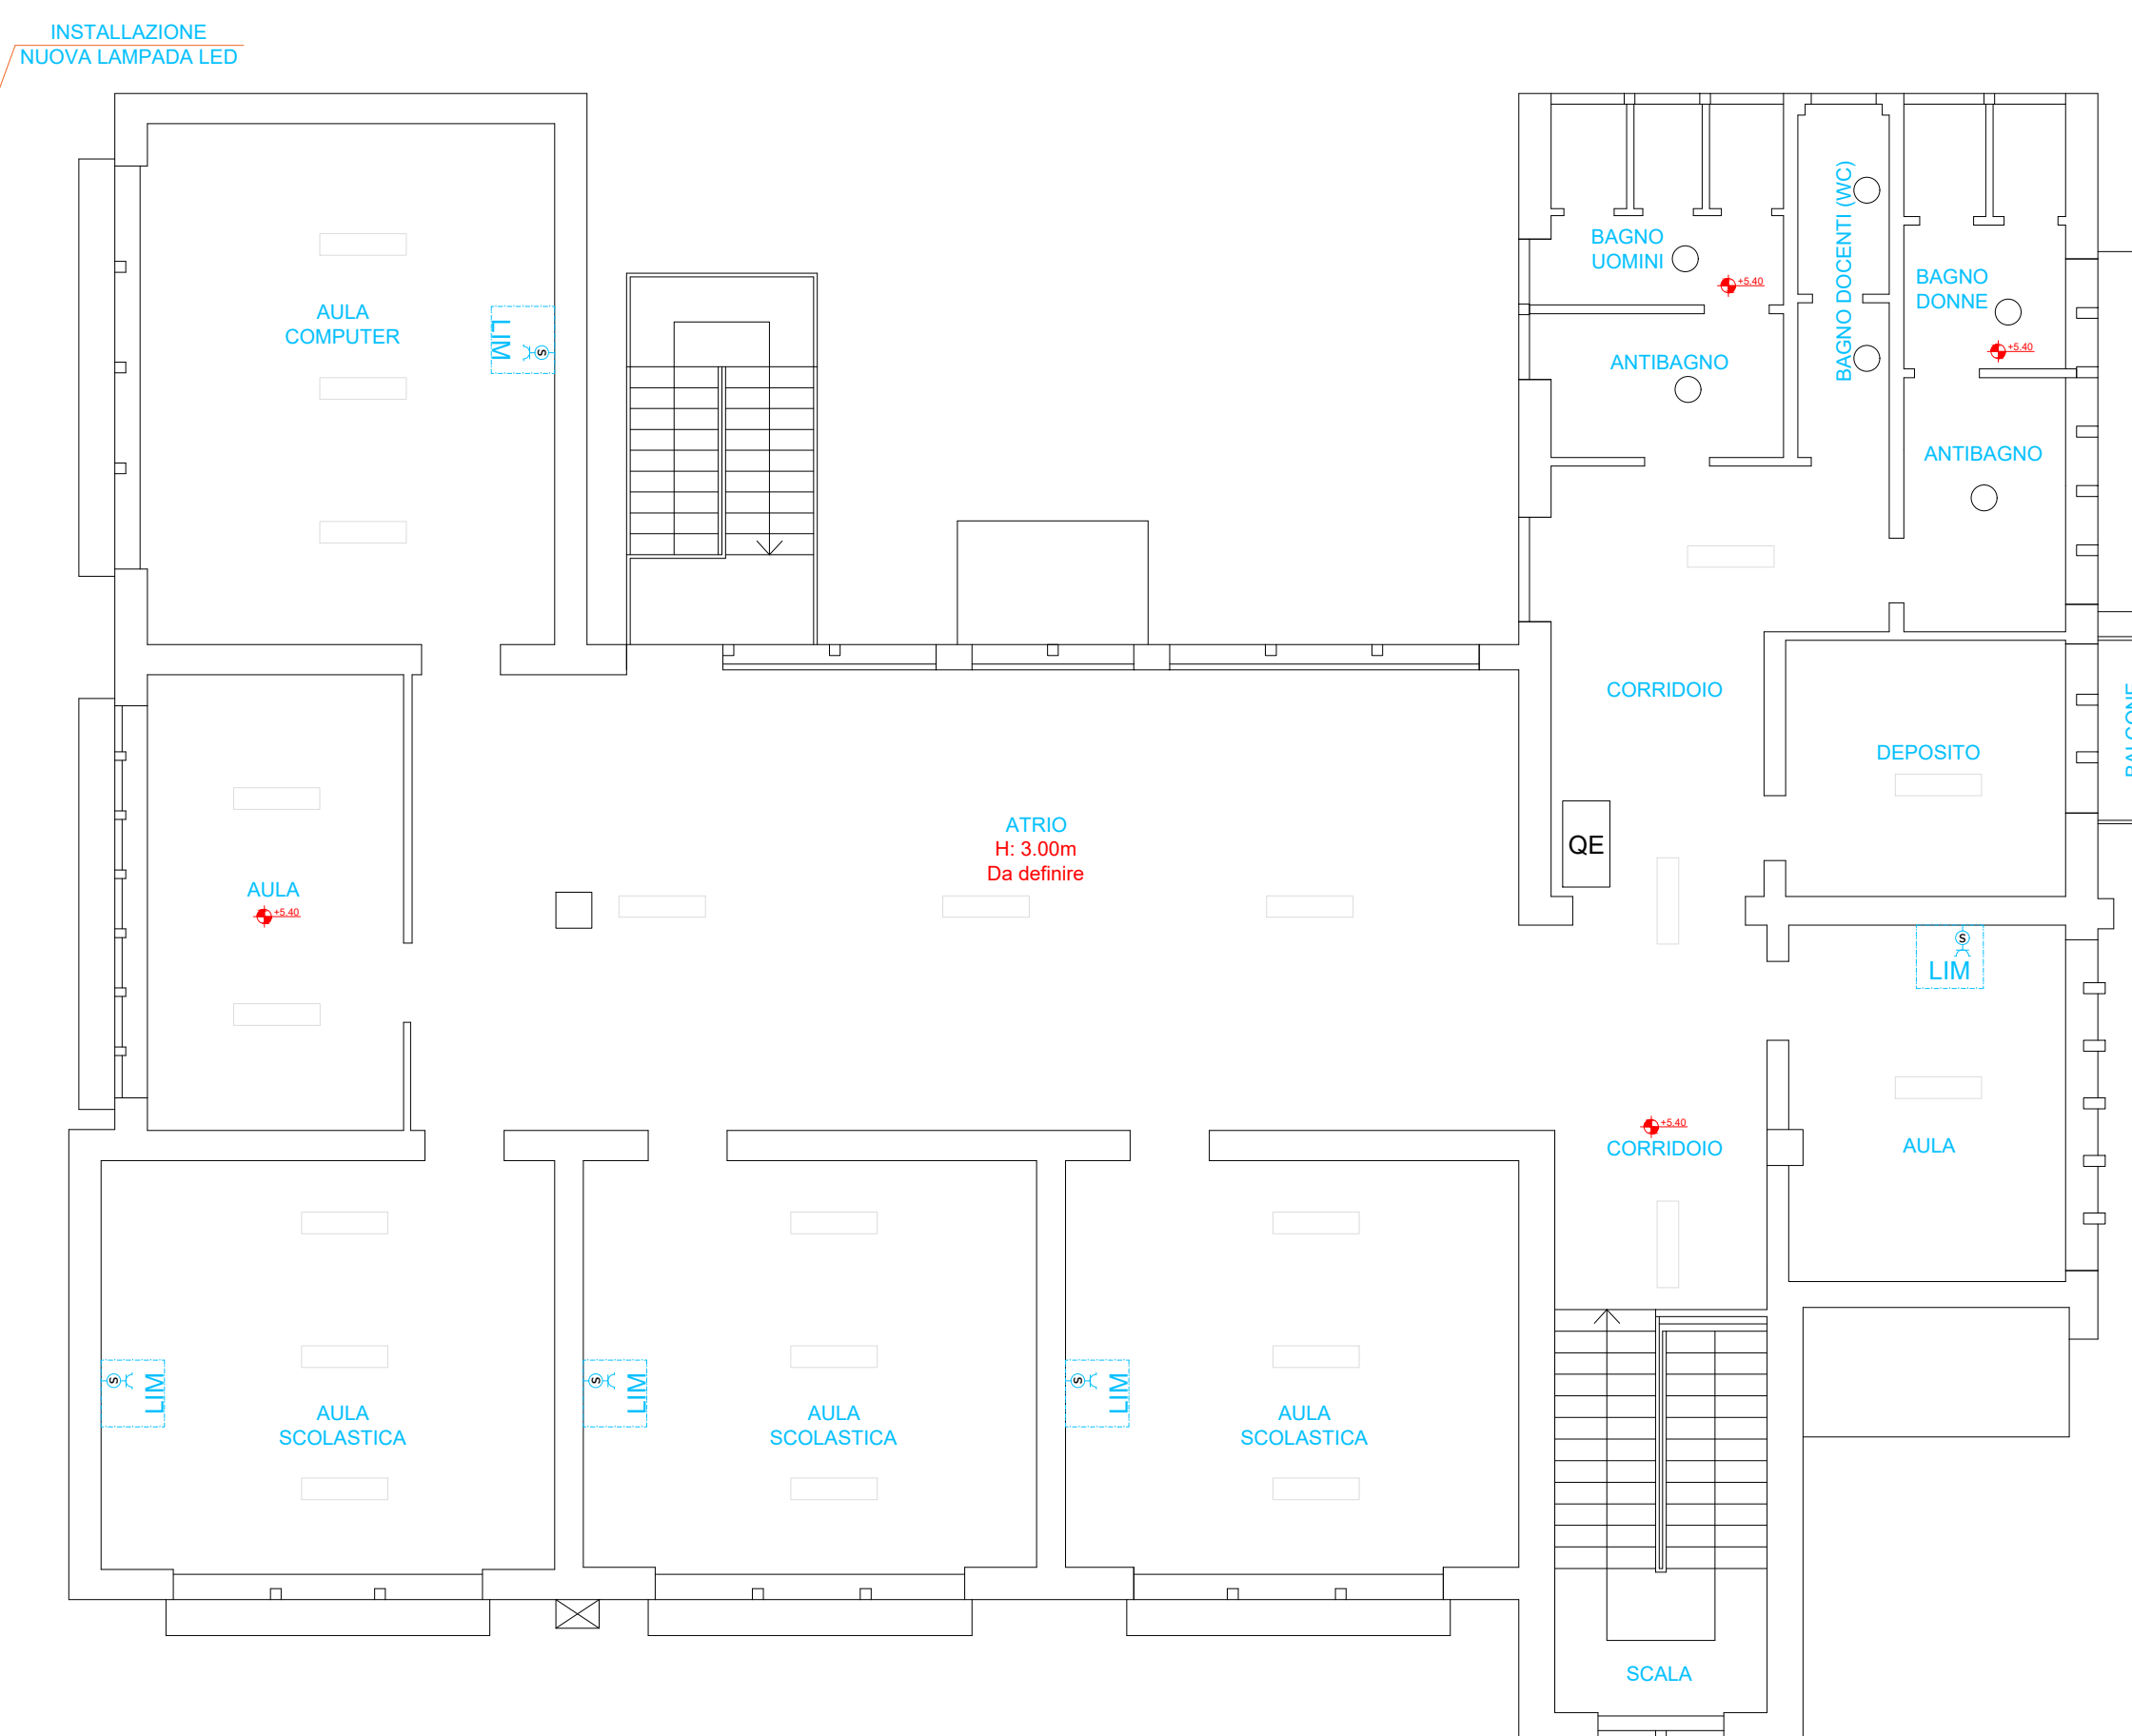 INSTALLAZIONE
NUOVA LAMPADA LED
AULA
COMPUTER
LIM
S
BAGNO
UOMINI
+5.40
ANTIBAGNO
BAGNO DOCENTI (WC)
BAGNO
DONNE
+5.40
ANTIBAGNO
CORRIDOIO
DEPOSITO
BALCONE
QE
ATRIO
H: 3.00m
Da definire
AULA
+5.40
S
LIM
+5.40
CORRIDOIO
AULA
S
LIM
AULA
SCOLASTICA
S
LIM
AULA
SCOLASTICA
S
LIM
AULA
SCOLASTICA
SCALA